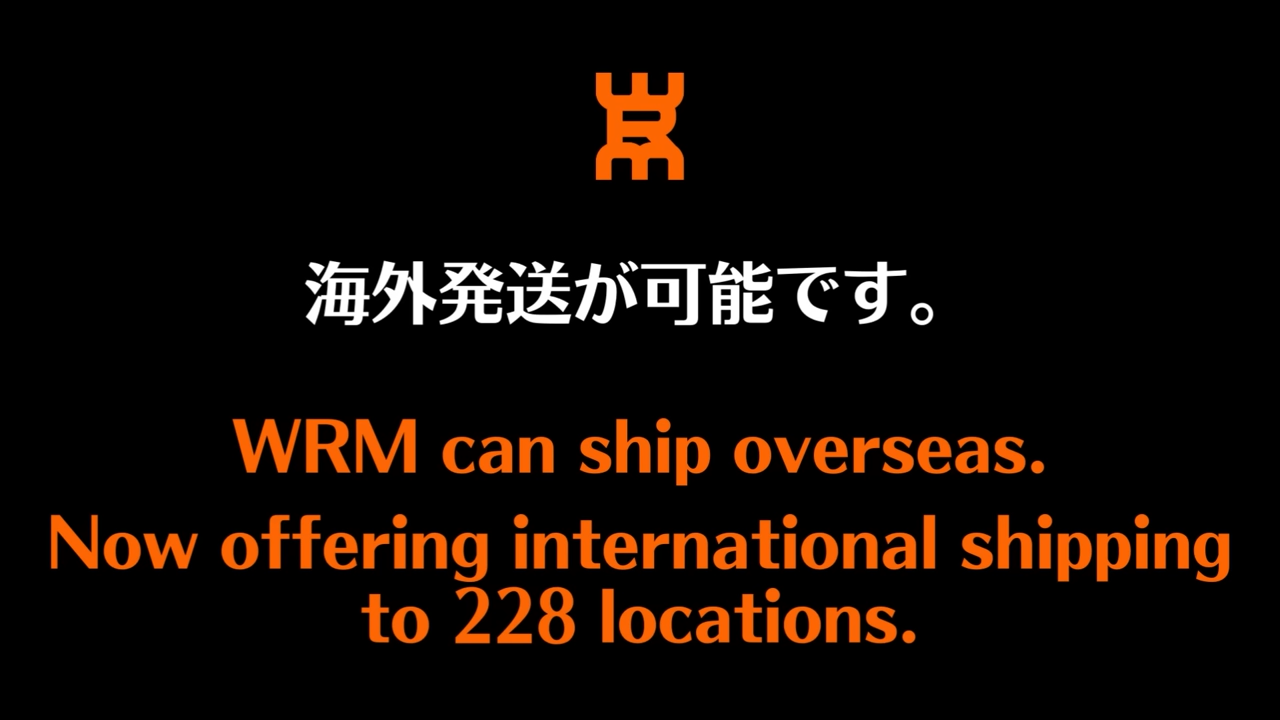 海外発送が可能です。
WRM can ship overseas.
Now offering international shipping
to 228 locations.